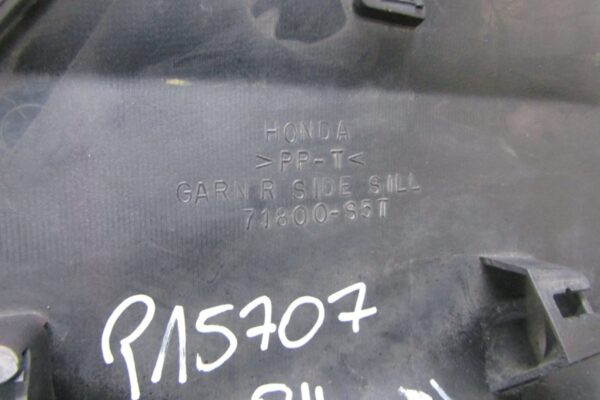 HONDA
>PP-T<
GARN R SIDE SILL
71800-S5T
P15707